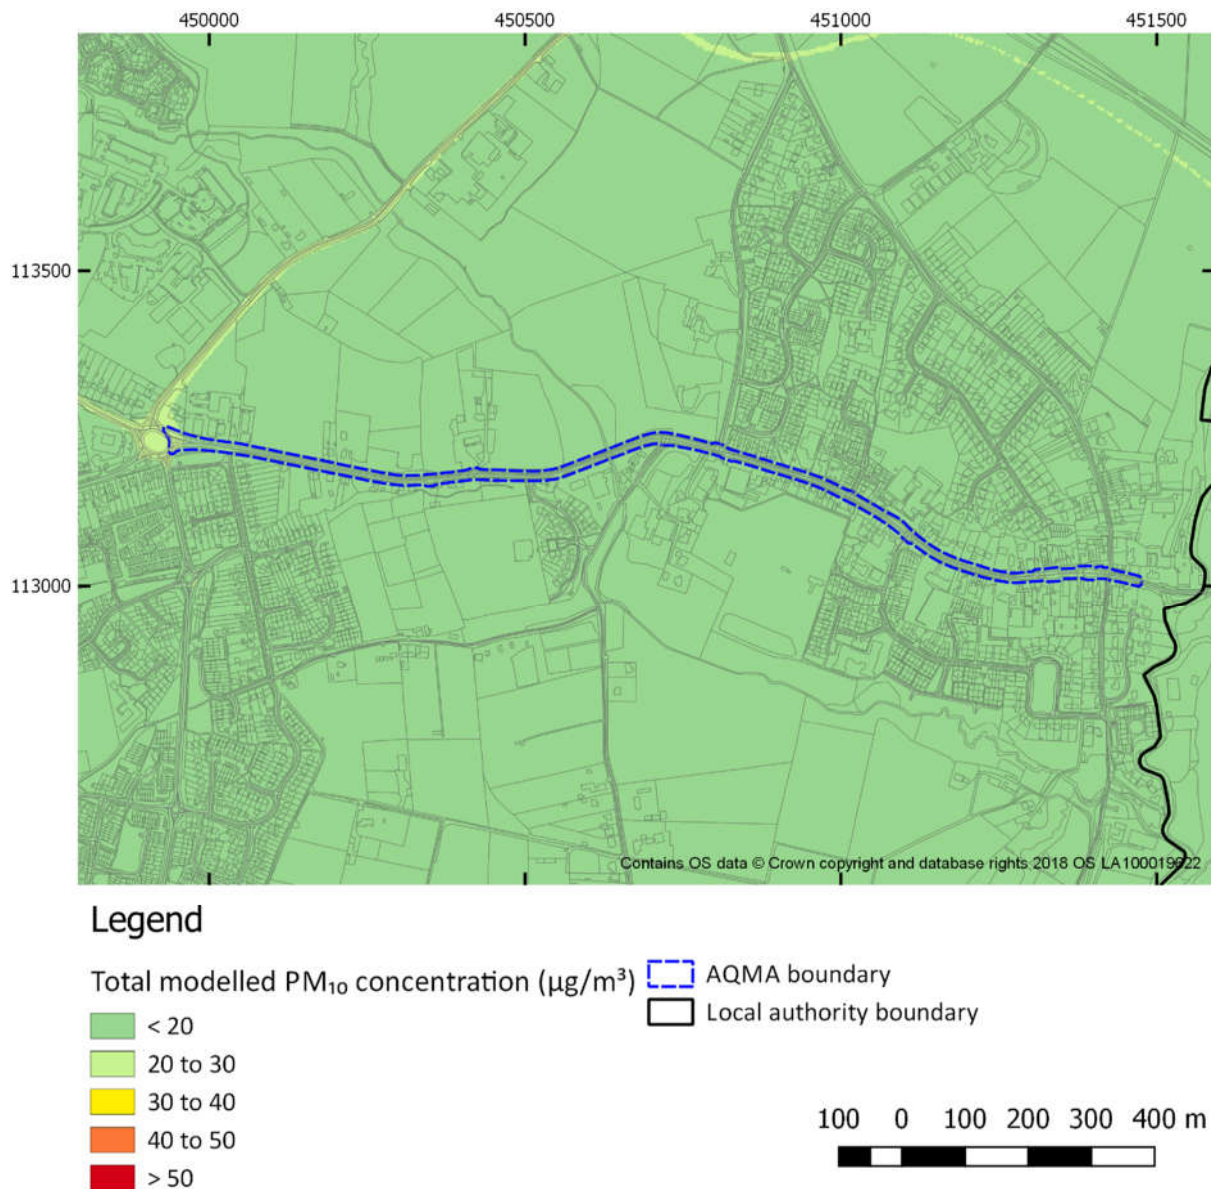 450000 450500 451000 451500
113500
113000
Contains OS data © Crown copyright and database rights 2018 OS LA100019622
Legend
Total modelled PM₁₀ concentration (µg/m³)
< 20
20 to 30
30 to 40
40 to 50
> 50
AQMA boundary
Local authority boundary
100 0 100 200 300 400 m